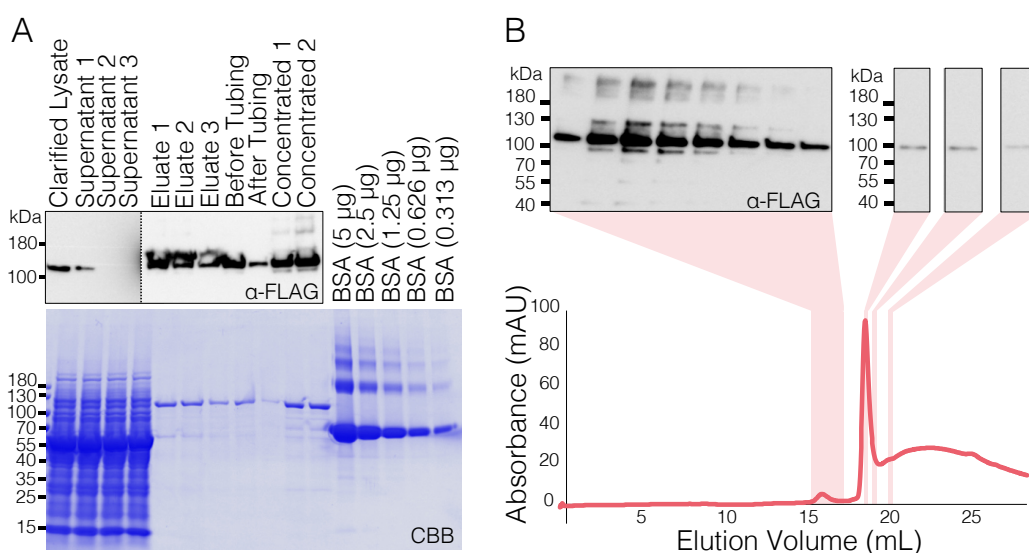 A
Clarified Lysate
Supernatant 1
Supernatant 2
Supernatant 3
Eluate 1
Eluate 2
Eluate 3
Before Tubing
After Tubing
Concentrated 1
Concentrated 2
BSA (5 µg)
BSA (2.5 µg)
BSA (1.25 µg)
BSA (0.626 µg)
BSA (0.313 µg)
kDa
180
100
α-FLAG
180
130
100
70
55
40
35
25
15
CBB
B
kDa
180
100
70
55
40
α-FLAG
kDa
180
100
70
55
40
Absorbance (mAU)
100
80
60
40
20
0
5
10
15
20
25
Elution Volume (mL)